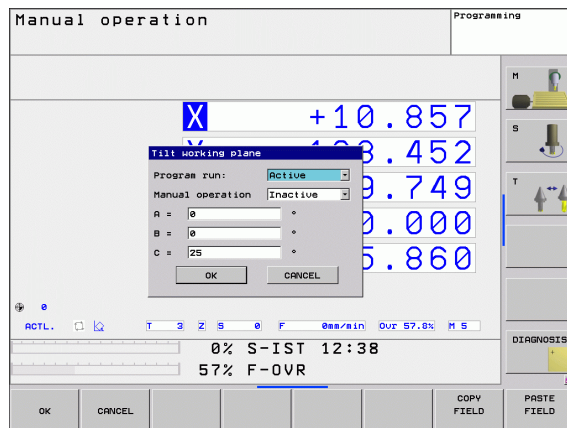 Manual operation
Programming
M
X +10.857
S
8.452
Tilt working plane
Program run: Active
9.749
T
Manual operation Inactive
A = 0 °
0.000
B = 0 °
C = 25 °
5.860
OK CANCEL
0
ACTL. T 3 Z S 0 F 0mm/min Ovr 57.8% M 5
0% S-IST 12:38
DIAGNOSIS
57% F-OVR
OK CANCEL COPY FIELD PASTE FIELD